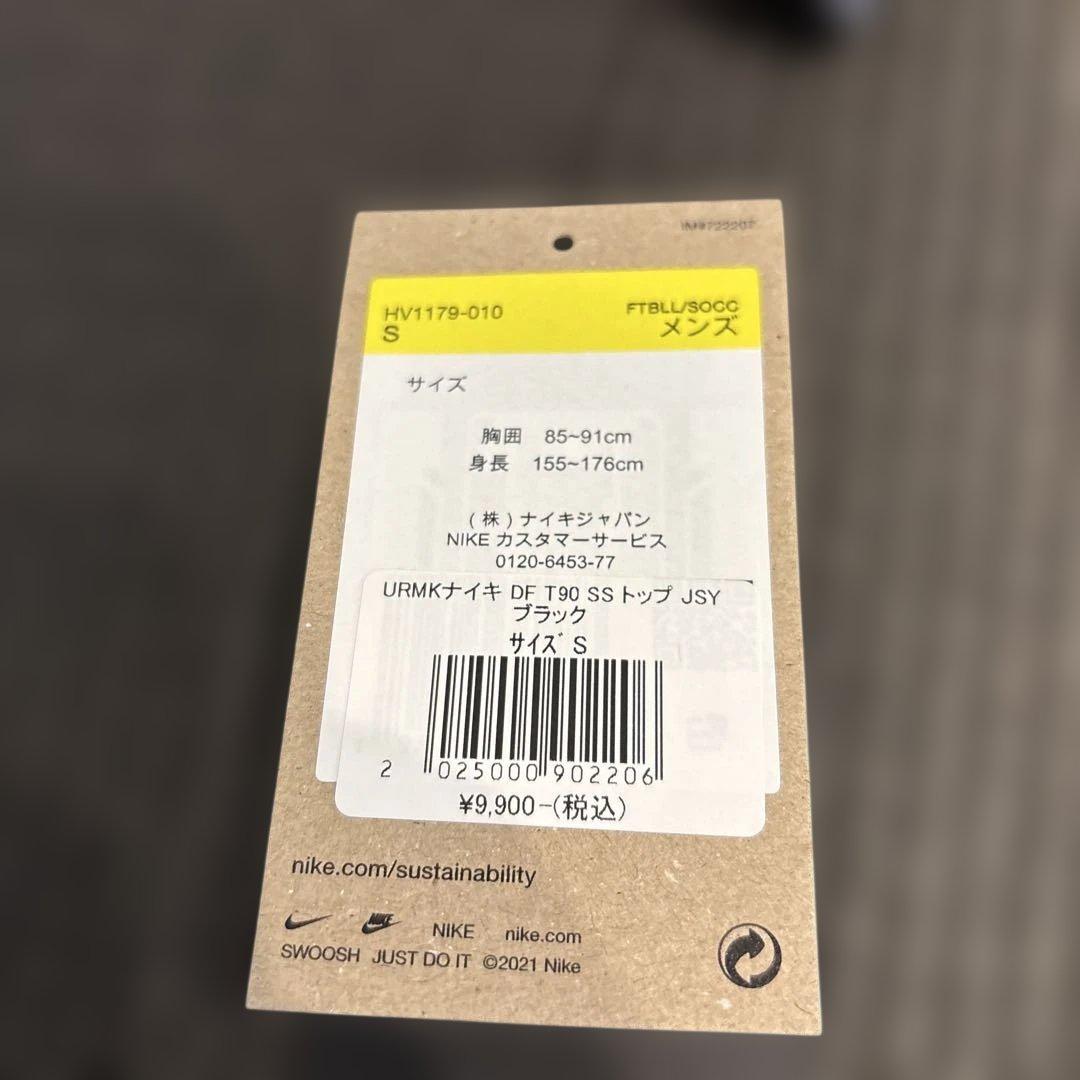 HV1179-010 FTBLL/SOCC
S メンズ
サイズ
胸囲 85~91cm
身長 155~176cm
(株)ナイキジャパン
NIKE カスタマーサービス
0120-6453-77
URMKナイキ DF T90 SS トップ JSY
ブラック
サイズ S
2 025000 902206
¥9,900-(税込)
nike.com/sustainability
NIKE NIKE nike.com
SWOOSH JUST DO IT ©2021 Nike